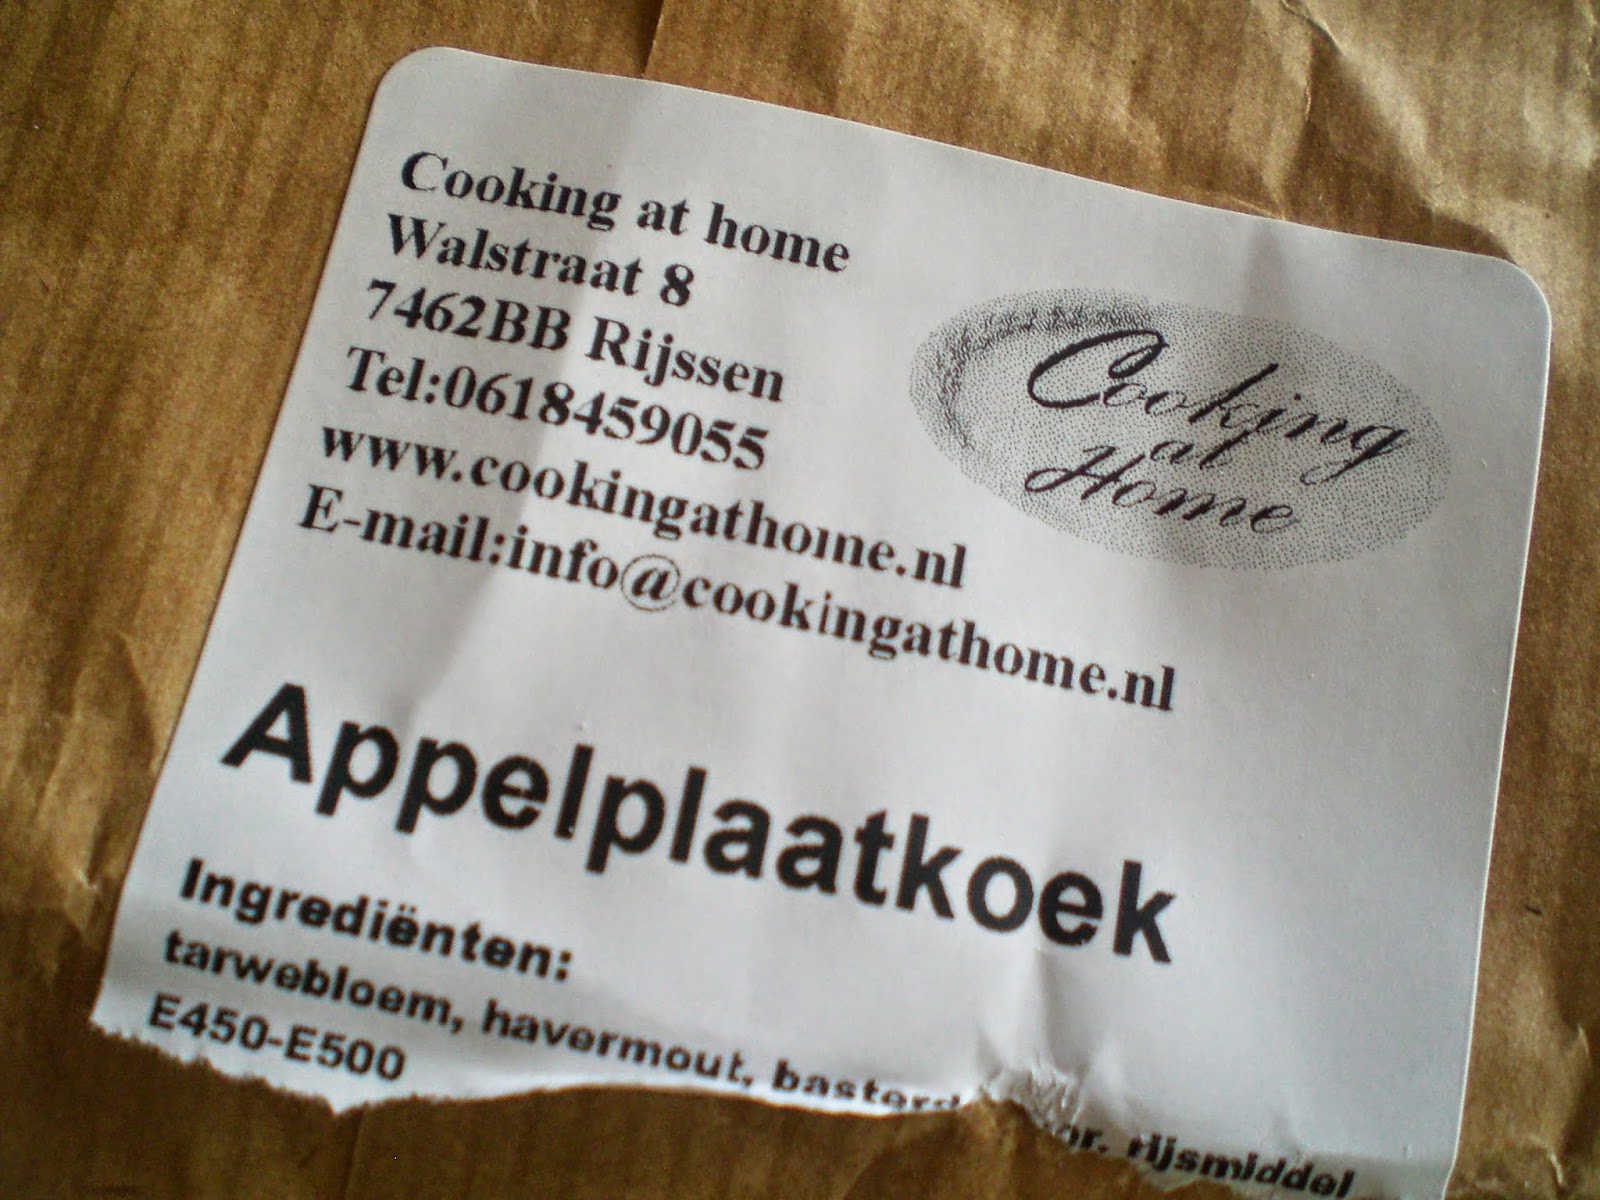 Cooking at home
Walstraat 8
7462BB Rijssen
Tel:0618459055
www.cookingathome.nl
E-mail:info@cookingathome.nl
Cooking
at
Home
Appelplaatkoek
Ingrediënten:
tarwebloem, havermout, rijsmiddel
E450-E500